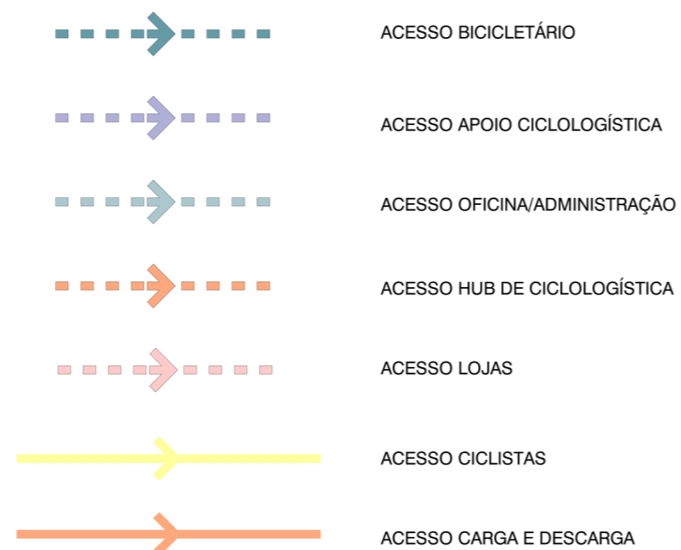 ACESSO BICICLETÁRIO
ACESSO APOIO CICLOLOGÍSTICA
ACESSO OFICINA/ADMINISTRAÇÃO
ACESSO HUB DE CICLOLOGÍSTICA
ACESSO LOJAS
ACESSO CICLISTAS
ACESSO CARGA E DESCARGA